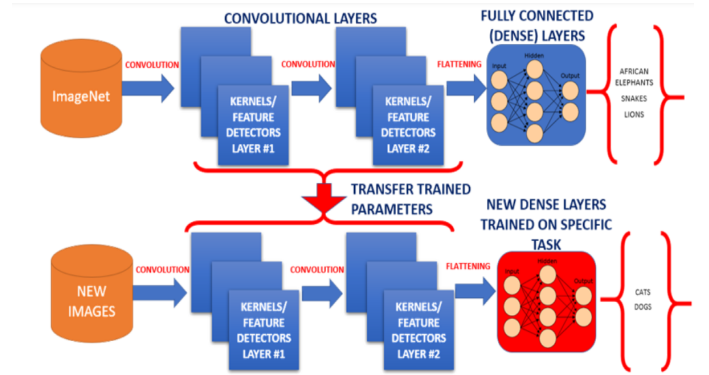 CONVOLUTIONAL LAYERS
FULLY CONNECTED
(DENSE) LAYERS
ImageNet
CONVOLUTION
KERNELS/
FEATURE
DETECTORS
LAYER #1
CONVOLUTION
KERNELS/
FEATURE
DETECTORS
LAYER #2
FLATTENING
Input
Hidden
Output
AFRICAN
ELEPHANTS
SNAKES
LIONS
TRANSFER TRAINED
PARAMETERS
NEW DENSE LAYERS
TRAINED ON SPECIFIC
TASK
NEW
IMAGES
CONVOLUTION
KERNELS/
FEATURE
DETECTORS
LAYER #1
CONVOLUTION
KERNELS/
FEATURE
DETECTORS
LAYER #2
FLATTENING
Input
Hidden
Output
CATS
DOGS